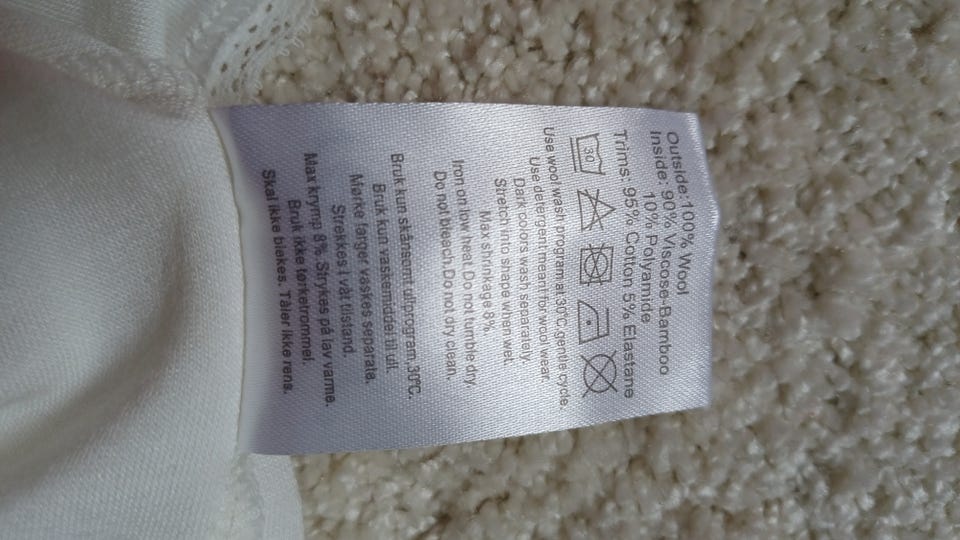 Outside:100% Wool
Inside: 90% Viscose-Bamboo
10% Polyamide
Trims: 95% Cotton 5% Elastane
30
Use wool wash program at 30°C,gentle cycle.
Use detergent meant for wool wear.
Dark colors wash separately.
Stretch into shape when wet.
Max shrinkage 8%.
Iron on low heat.Do not tumble dry.
Do not bleach.Do not dry clean.
Bruk kun skånsomt ullprogram.30°C.
Bruk kun vaskemiddel til ull.
Mørke farger vaskes separate.
Strekkes i våt tilstand.
Max krymp 8%.Strykes på lav varme.
Bruk ikke tørketrommel.
Skal ikke blekes. Tåler ikke rens.